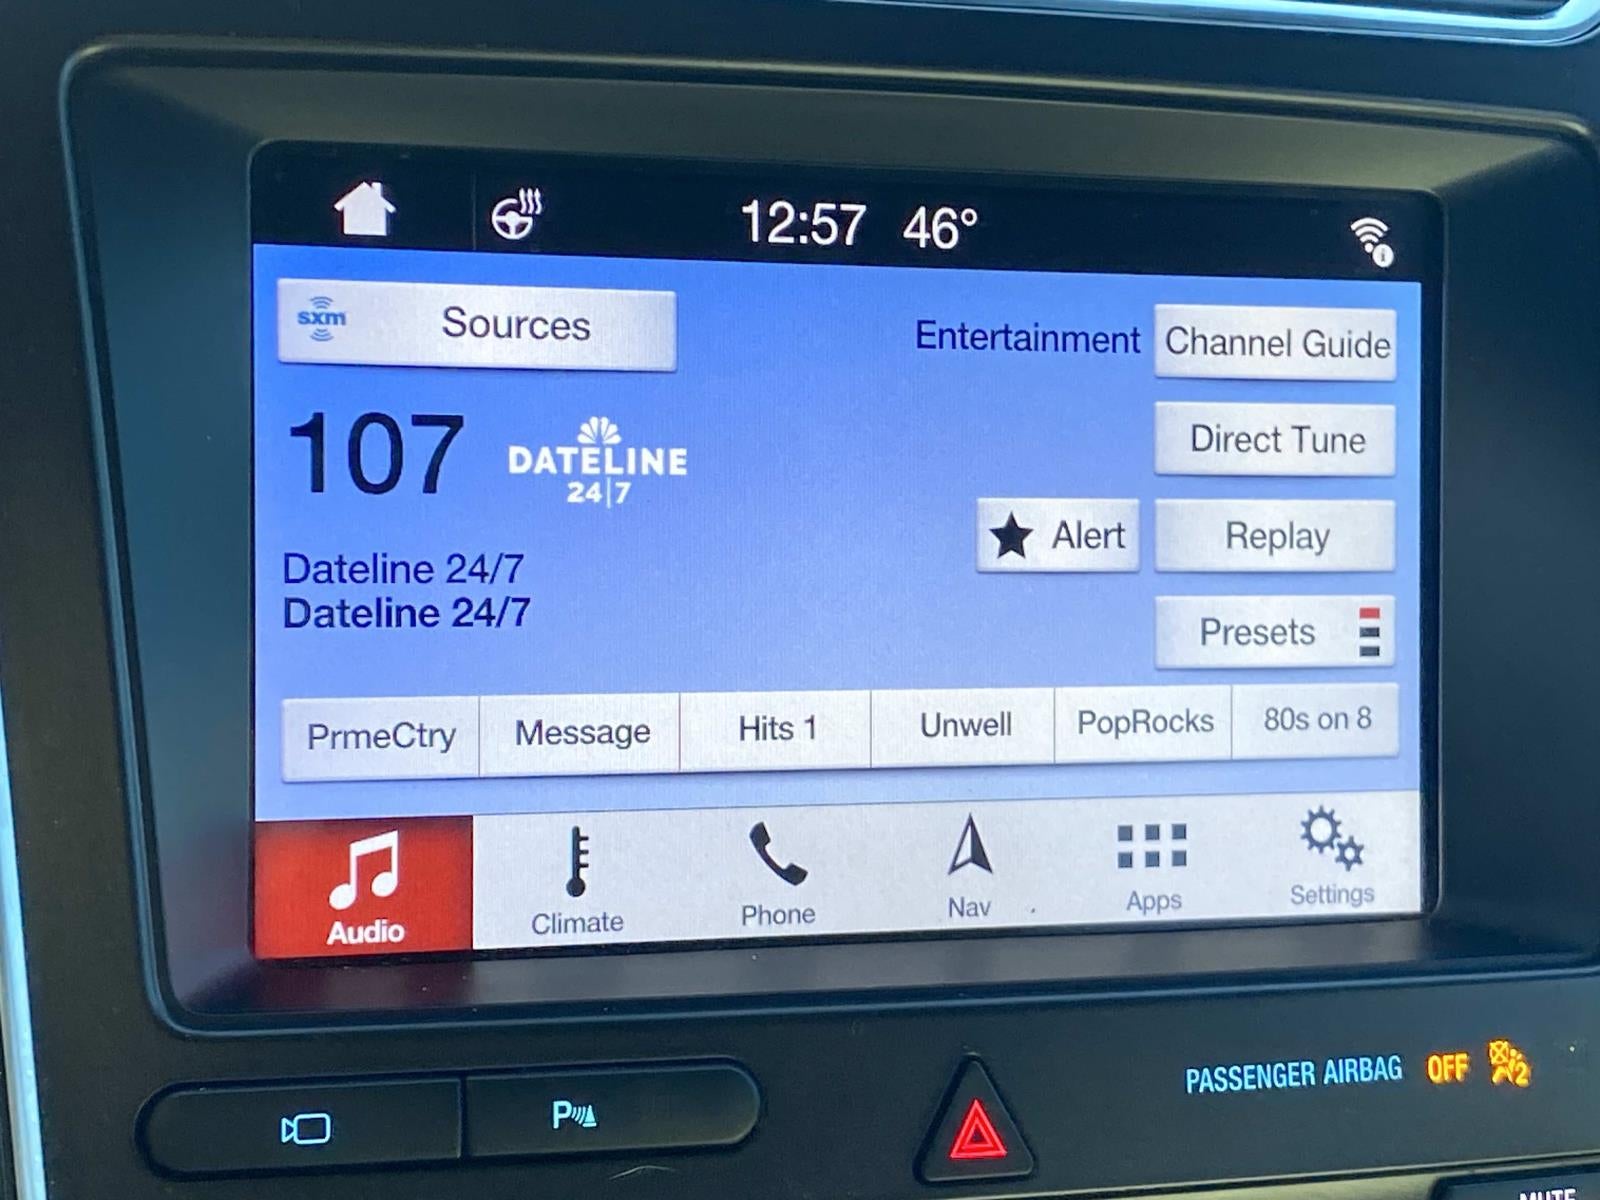 12:57 46°
sxm Sources
Entertainment Channel Guide
107 DATELINE
24|7
Direct Tune
Alert Replay
Dateline 24/7
Dateline 24/7
Presets
PrmeCtry Message Hits 1 Unwell PopRocks 80s on 8
Audio Climate Phone Nav Apps Settings
PASSENGER AIRBAG OFF 2
P
MUTE